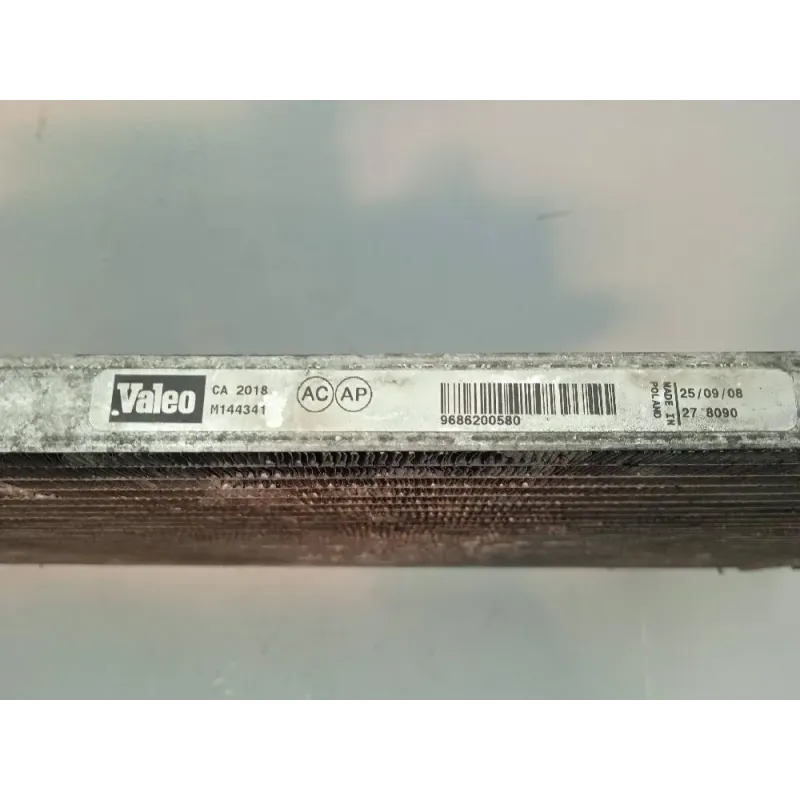 Valeo
CA 2018
M144341
AC AP
9686200580
MADE IN
POLAND
25/09/08
27 8090